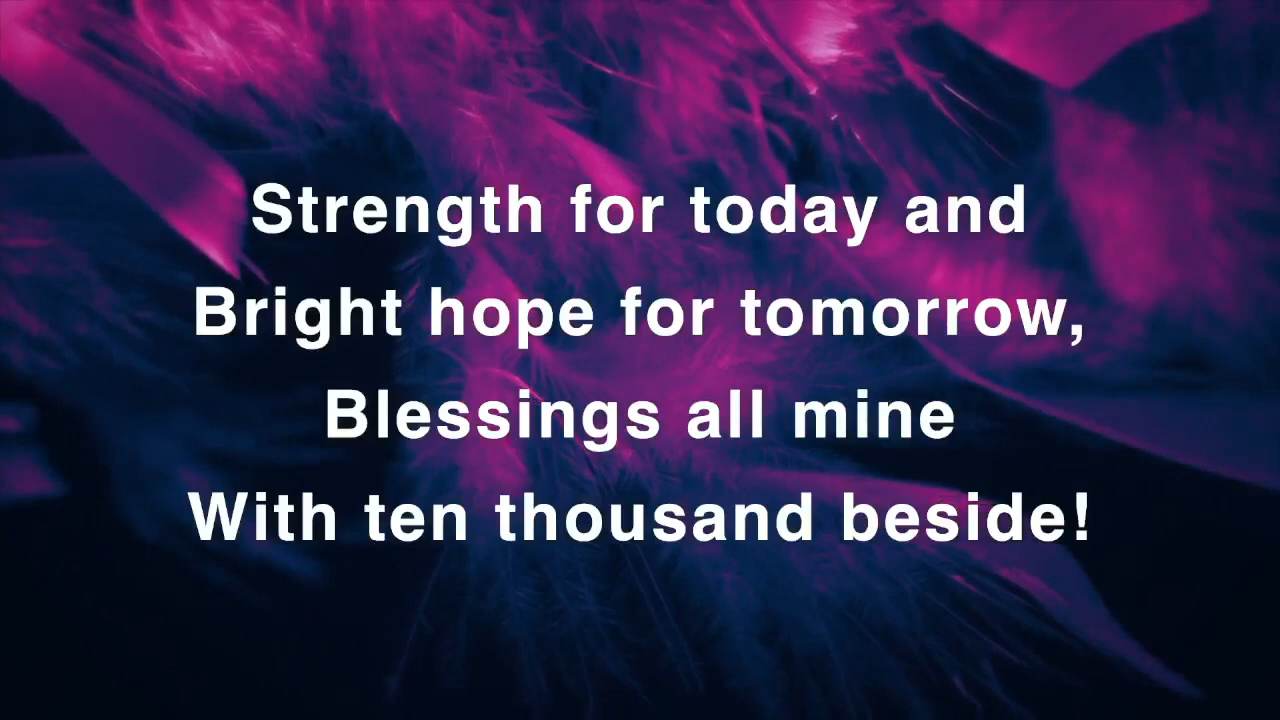 Strength for today and
Bright hope for tomorrow,
Blessings all mine
With ten thousand beside!